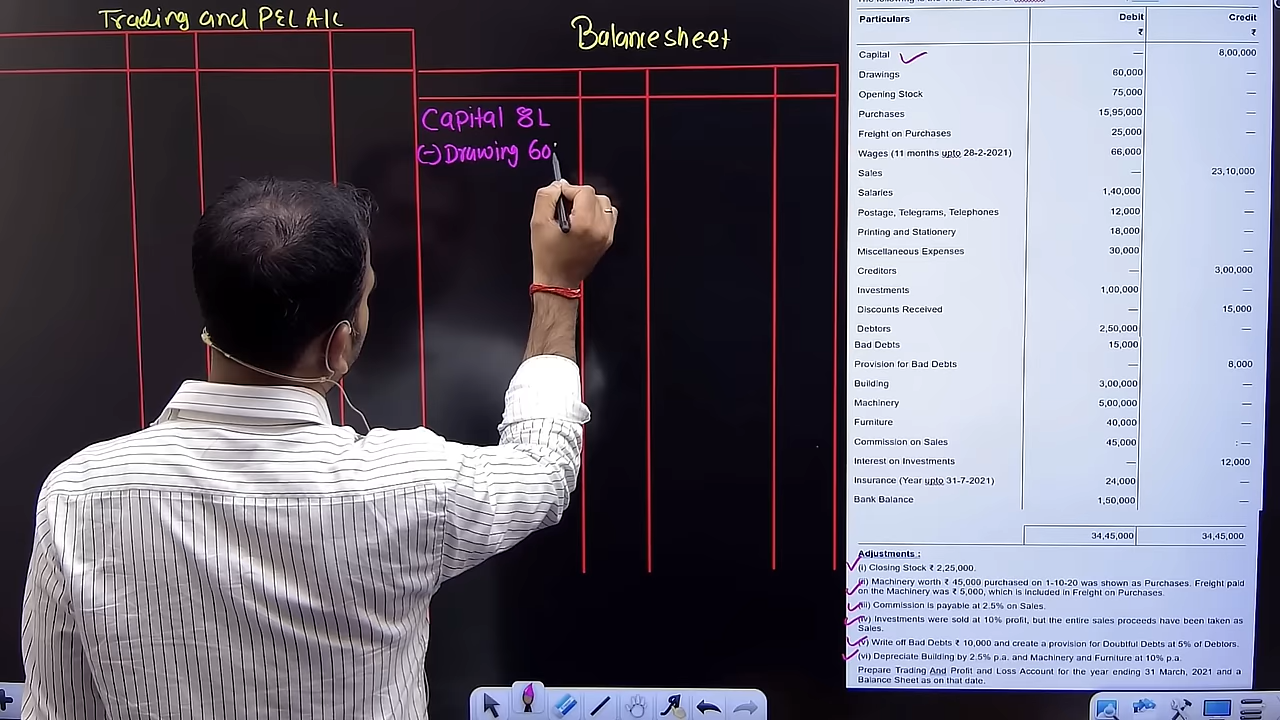 Trading and P&L A/c
Balancesheet
Capital 8L
(-) Drawing 60
Particulars Debit Credit
₹ ₹
Capital — 8,00,000
Drawings 60,000 —
Opening Stock 75,000 —
Purchases 15,95,000 —
Freight on Purchases 25,000 —
Wages (11 months upto 28-2-2021) 66,000 —
Sales — 23,10,000
Salaries 1,40,000 —
Postage, Telegrams, Telephones 12,000 —
Printing and Stationery 18,000 —
Miscellaneous Expenses 30,000 —
Creditors — 3,00,000
Investments 1,00,000 —
Discounts Received — 15,000
Debtors 2,50,000 —
Bad Debts 15,000 —
Provision for Bad Debts — 8,000
Building 3,00,000 —
Machinery 5,00,000 —
Furniture 40,000 —
Commission on Sales 45,000 —
Interest on Investments — 12,000
Insurance (Year upto 31-7-2021) 24,000 —
Bank Balance 1,50,000 —
34,45,000 34,45,000
Adjustments :
(i) Closing Stock ₹ 2,25,000.
(ii) Machinery worth ₹ 45,000 purchased on 1-10-20 was shown as Purchases. Freight paid
on the Machinery was ₹ 5,000, which is included in Freight on Purchases.
(iii) Commission is payable at 2.5% on Sales.
(iv) Investments were sold at 10% profit, but the entire sales proceeds have been taken as
Sales.
(v) Write off Bad Debts ₹ 10,000 and create a provision for Doubtful Debts at 5% of Debtors.
(vi) Depreciate Building by 2.5% p.a. and Machinery and Furniture at 10% p.a.
Prepare Trading And Profit and Loss Account for the year ending 31 March, 2021 and a
Balance Sheet as on that date.